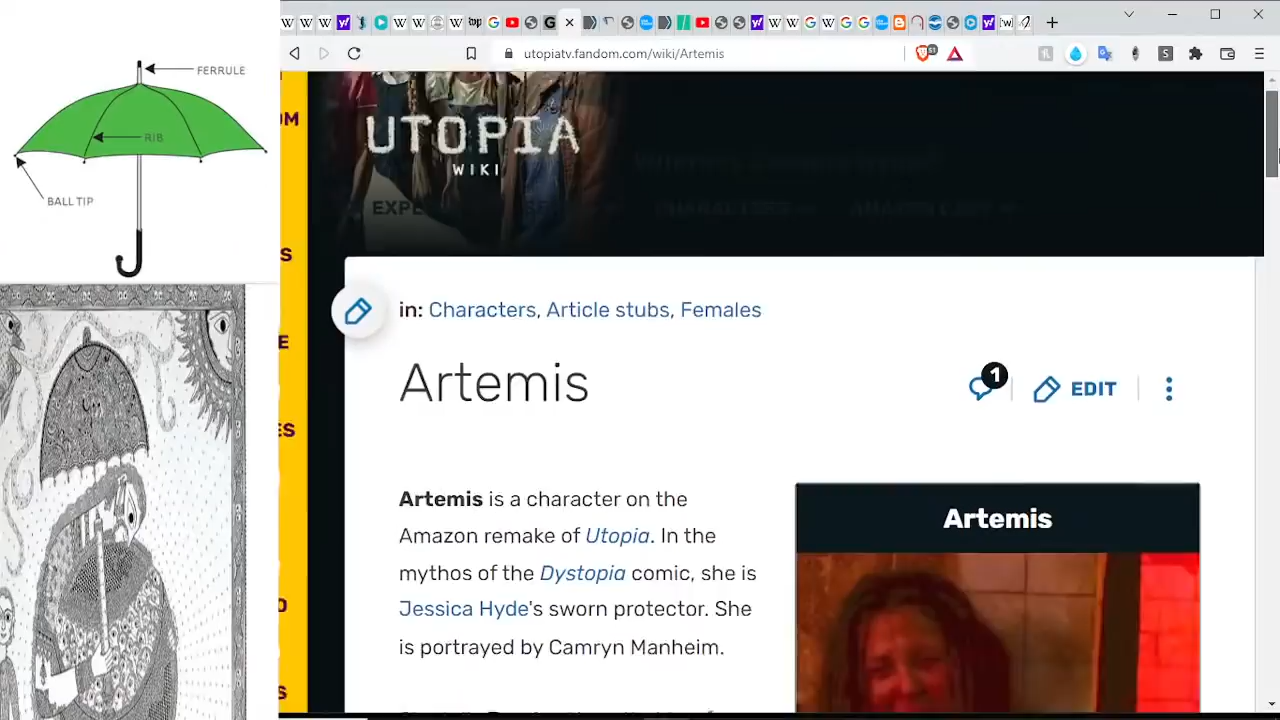 FERRULE
RIB
BALL TIP
utopiatv.fandom.com/wiki/Artemis
UTOPIA
WIKI
in: Characters, Article stubs, Females
Artemis
1
EDIT
Artemis is a character on the
Amazon remake of Utopia. In the
mythos of the Dystopia comic, she is
Jessica Hyde's sworn protector. She
is portrayed by Camryn Manheim.
Artemis